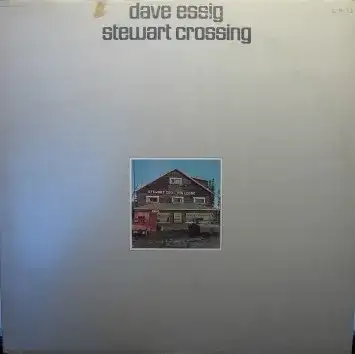 dave essig
stewart crossing